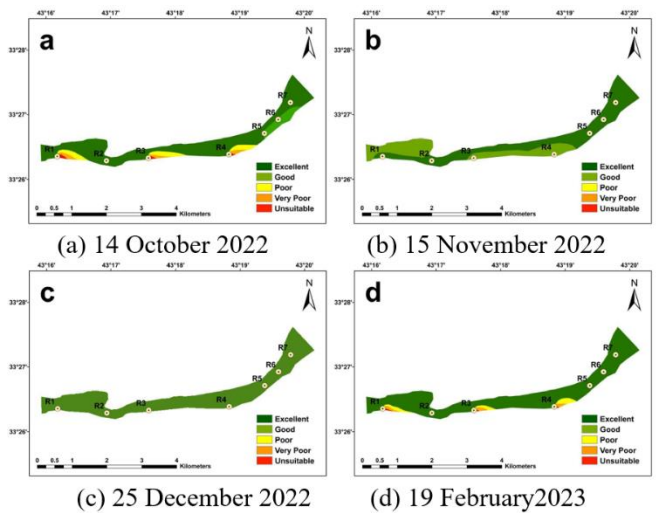 43°16' 43°17' 43°18' 43°19' 43°20'
a
N
33°28'
33°27'
33°26'
R1 R2 R3 R4 R5 R6 R7
Excellent
Good
Poor
Very Poor
Unsuitable
0 0.5 1 2 3 4
Kilometers
(a) 14 October 2022
43°16' 43°17' 43°18' 43°19' 43°20'
b
N
33°28'
33°27'
33°26'
R1 R2 R3 R4 R5 R6 R7
Excellent
Good
Poor
Very Poor
Unsuitable
0 0.5 1 2 3 4
Kilometers
(b) 15 November 2022
43°16' 43°17' 43°18' 43°19' 43°20'
c
N
33°28'
33°27'
33°26'
R1 R2 R3 R4 R5 R6 R7
Excellent
Good
Poor
Very Poor
Unsuitable
0 0.5 1 2 3 4
Kilometers
(c) 25 December 2022
43°16' 43°17' 43°18' 43°19' 43°20'
d
N
33°28'
33°27'
33°26'
R1 R2 R3 R4 R5 R6 R7
Excellent
Good
Poor
Very Poor
Unsuitable
0 0.5 1 2 3 4
Kilometers
(d) 19 February2023